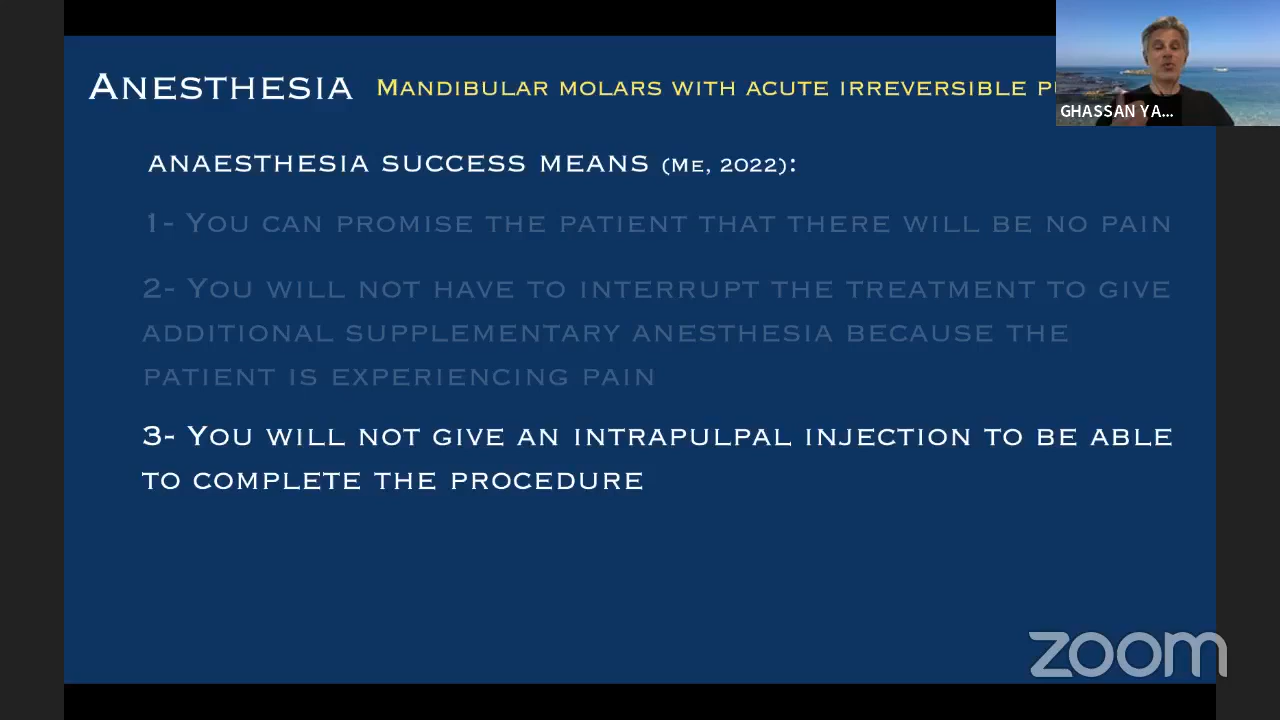 Anesthesia Mandibular molars with acute irreversible
GHASSAN YA...
anaesthesia success means (Me, 2022):
1- You can promise the patient that there will be no pain
2- You will not have to interrupt the treatment to give
additional supplementary anesthesia because the
patient is experiencing pain
3- You will not give an intrapulpal injection to be able
to complete the procedure
zoom